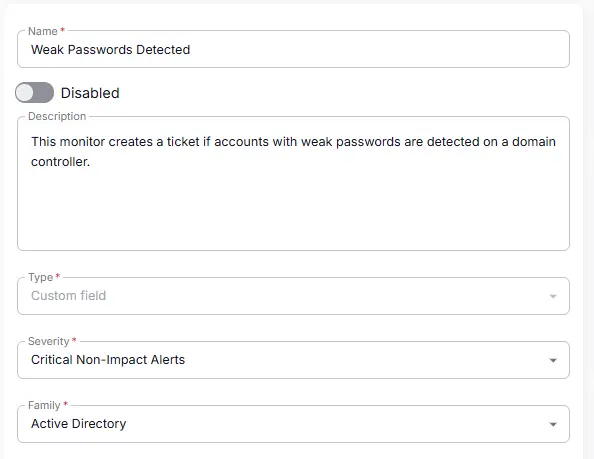 Name *
Weak Passwords Detected
Disabled
Description
This monitor creates a ticket if accounts with weak passwords are detected on a domain
controller.
Type *
Custom field
Severity *
Critical Non-Impact Alerts
Family *
Active Directory